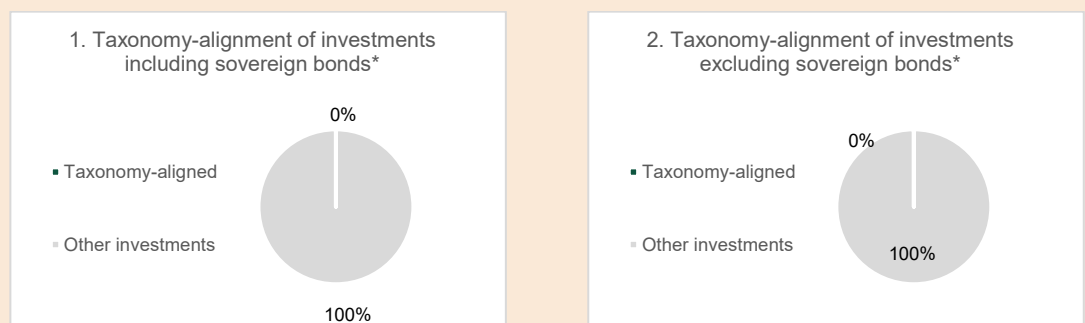 1. Taxonomy-alignment of investments
including sovereign bonds*
0%
Taxonomy-aligned
Other investments
100%
2. Taxonomy-alignment of investments
excluding sovereign bonds*
0%
Taxonomy-aligned
Other investments
100%